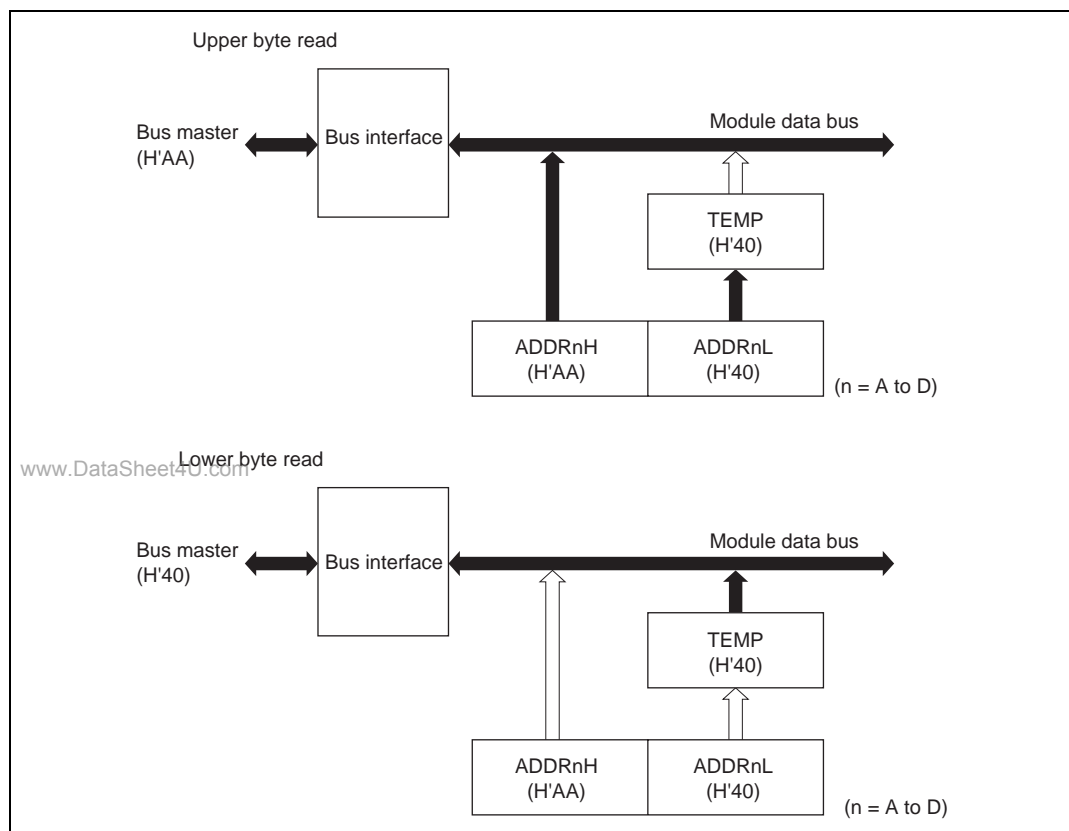 Upper byte read
Bus master
(H'AA)
Bus interface
Module data bus
TEMP
(H'40)
ADDRnH
(H'AA)
ADDRnL
(H'40)
(n = A to D)
Lower byte read
www.DataSheet4U.com
Bus master
(H'40)
Bus interface
Module data bus
TEMP
(H'40)
ADDRnH
(H'AA)
ADDRnL
(H'40)
(n = A to D)